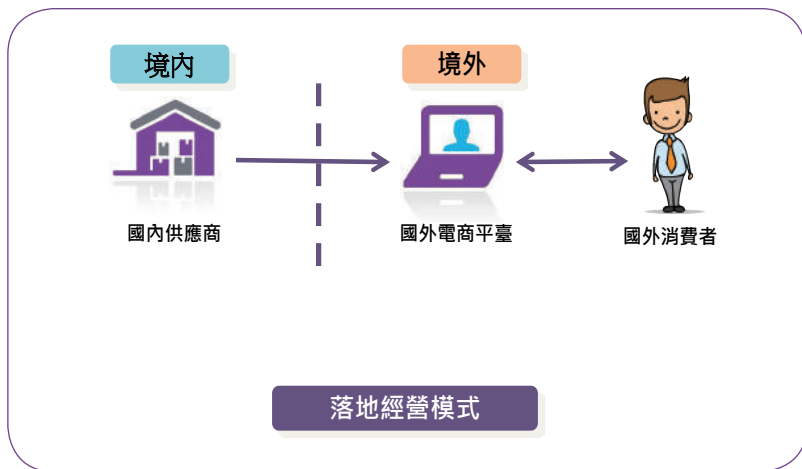 境內
境外
國內供應商
國外電商平臺
國外消費者
落地經營模式